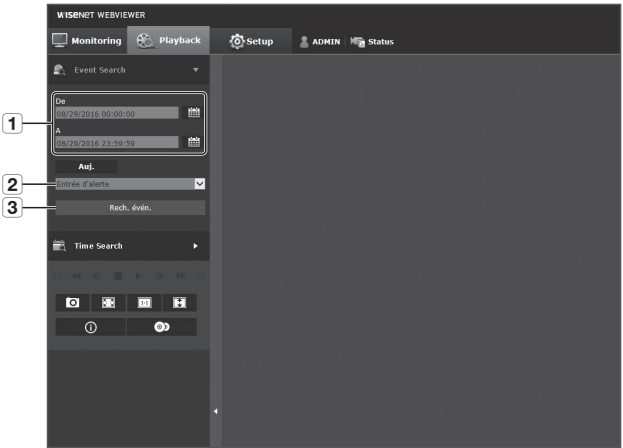 WISENET WEBVIEWER
Monitoring Playback Setup ADMIN Status
Event Search
De
08/29/2016 00:00:00
1
A
08/29/2016 23:59:59
Auj.
2 Entrée d'alerte
3 Rech. évén.
Time Search
1:1